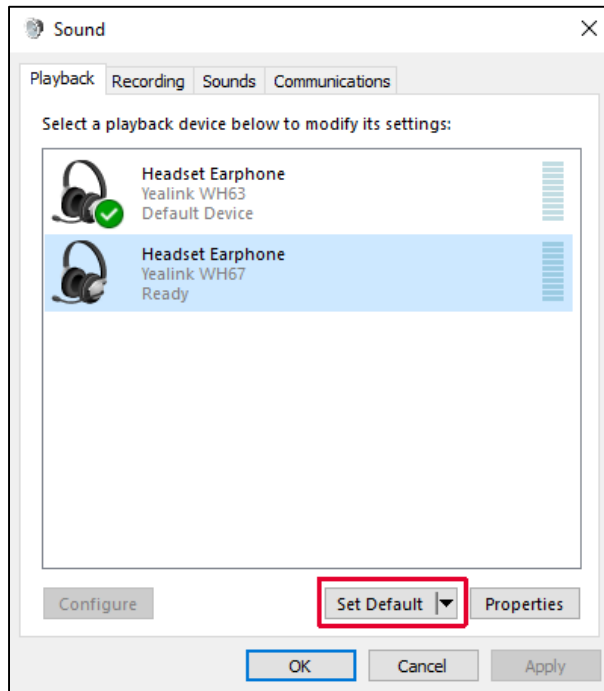 Sound
Playback Recording Sounds Communications
Select a playback device below to modify its settings:
Headset Earphone
Yealink WH63
Default Device
Headset Earphone
Yealink WH67
Ready
Configure Set Default Properties
OK Cancel Apply